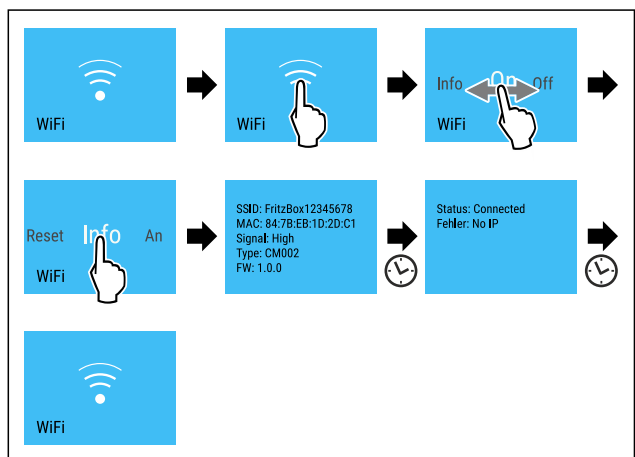 WiFi
WiFi
Info On Off
WiFi
Reset Info An
WiFi
SSID: FritzBox12345678
MAC: 84:7B:EB:1D:2D:C1
Signal: High
Type: CM002
FW: 1.0.0
Status: Connected
Fehler: No IP
WiFi